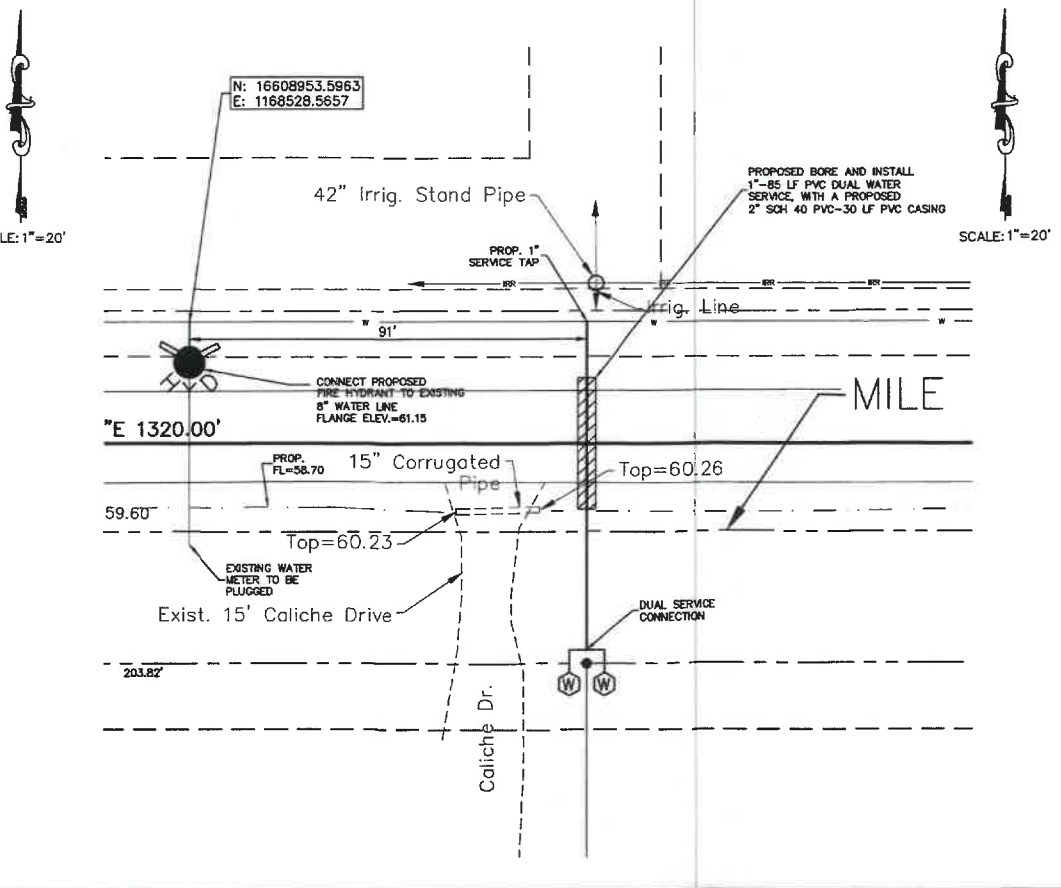 N: 16608953.5963
E: 1168528.5657
42" Irrig. Stand Pipe
PROPOSED BORE AND INSTALL
1"-85 LF PVC DUAL WATER
SERVICE, WITH A PROPOSED
2" SCH 40 PVC-30 LF PVC CASING
LE: 1"=20'
SCALE: 1"=20'
PROP. 1"
SERVICE TAP
IRR
IRR
IRR
Irrig. Line
W
W
W
91'
CONNECT PROPOSED
FIRE HYDRANT TO EXISTING
8" WATER LINE
FLANGE ELEV.=61.15
HYD
MILE
"E 1320.00'
PROP.
FL=58.70
15" Corrugated
Pipe
Top=60.26
59.60
Top=60.23
EXISTING WATER
METER TO BE
PLUGGED
Exist. 15' Caliche Drive
DUAL SERVICE
CONNECTION
203.82'
W
W
Caliche Dr.